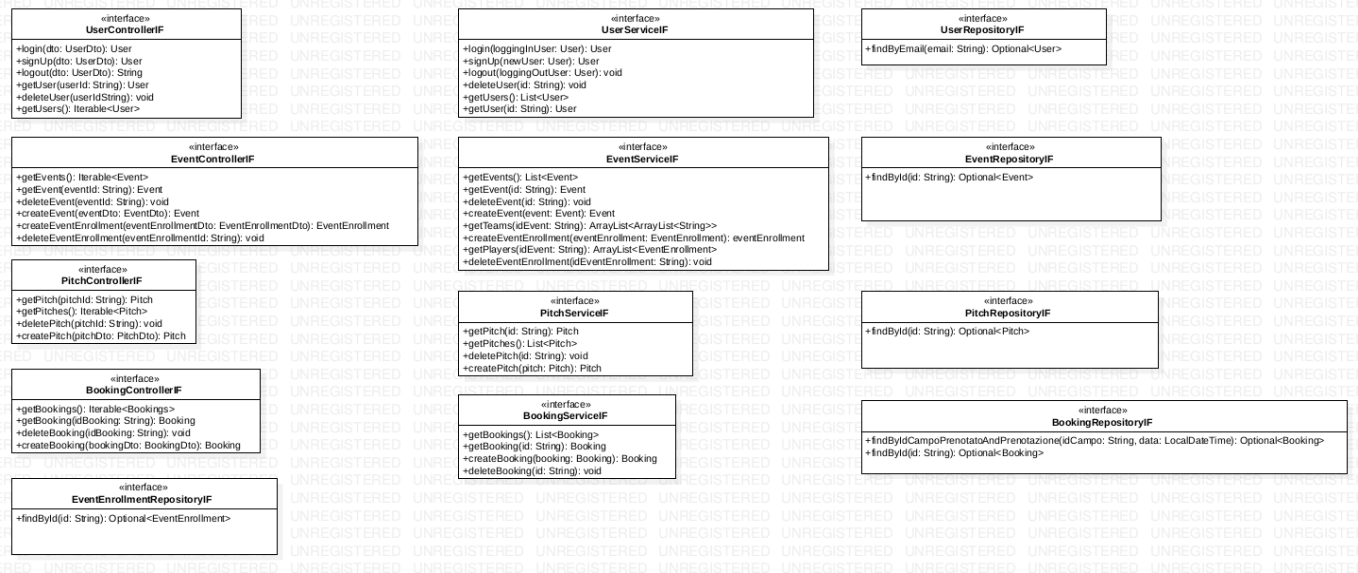 «interface»
UserControllerIF
+login(dto: UserDto): User
+signUp(dto: UserDto): User
+logout(dto: UserDto): String
+getUser(userId: String): User
+deleteUser(userIdString): void
+getUsers(): Iterable<User>
«interface»
UserServiceIF
+login(loggingInUser: User): User
+signUp(newUser: User): User
+logout(loggingOutUser: User): void
+deleteUser(id: String): void
+getUsers(): List<User>
+getUser(id: String): User
«interface»
UserRepositoryIF
+findByEmail(email: String): Optional<User>
«interface»
EventControllerIF
+getEvents(): Iterable<Event>
+getEvent(eventId: String): Event
+deleteEvent(eventId: String): void
+createEvent(eventDto: EventDto): Event
+createEventEnrollment(eventEnrollmentDto: EventEnrollmentDto): EventEnrollment
+deleteEventEnrollment(eventEnrollmentId: String): void
«interface»
EventServiceIF
+getEvents(): List<Event>
+getEvent(id: String): Event
+deleteEvent(id: String): void
+createEvent(event: Event): Event
+getTeams(idEvent: String): ArrayList<ArrayList<String>>
+createEventEnrollment(eventEnrollment: EventEnrollment): eventEnrollment
+getPlayers(idEvent: String): ArrayList<EventEnrollment>
+deleteEventEnrollment(idEventEnrollment: String): void
«interface»
EventRepositoryIF
+findById(id: String): Optional<Event>
«interface»
PitchControllerIF
+getPitch(pitchId: String): Pitch
+getPitches(): Iterable<Pitch>
+deletePitch(pitchId: String): void
+createPitch(pitchDto: PitchDto): Pitch
«interface»
PitchServiceIF
+getPitch(id: String): Pitch
+getPitches(): List<Pitch>
+deletePitch(id: String): void
+createPitch(pitch: Pitch): Pitch
«interface»
PitchRepositoryIF
+findById(id: String): Optional<Pitch>
«interface»
BookingControllerIF
+getBookings(): Iterable<Bookings>
+getBooking(idBooking: String): Booking
+deleteBooking(idBooking: String): void
+createBooking(bookingDto: BookingDto): Booking
«interface»
BookingServiceIF
+getBookings(): List<Booking>
+getBooking(id: String): Booking
+createBooking(booking: Booking): Booking
+deleteBooking(id: String): void
«interface»
BookingRepositoryIF
+findByIdCampoPrenotatoAndPrenotazione(idCampo: String, data: LocalDateTime): Optional<Booking>
+findById(id: String): Optional<Booking>
«interface»
EventEnrollmentRepositoryIF
+findById(id: String): Optional<EventEnrollment>
UNREGISTERED